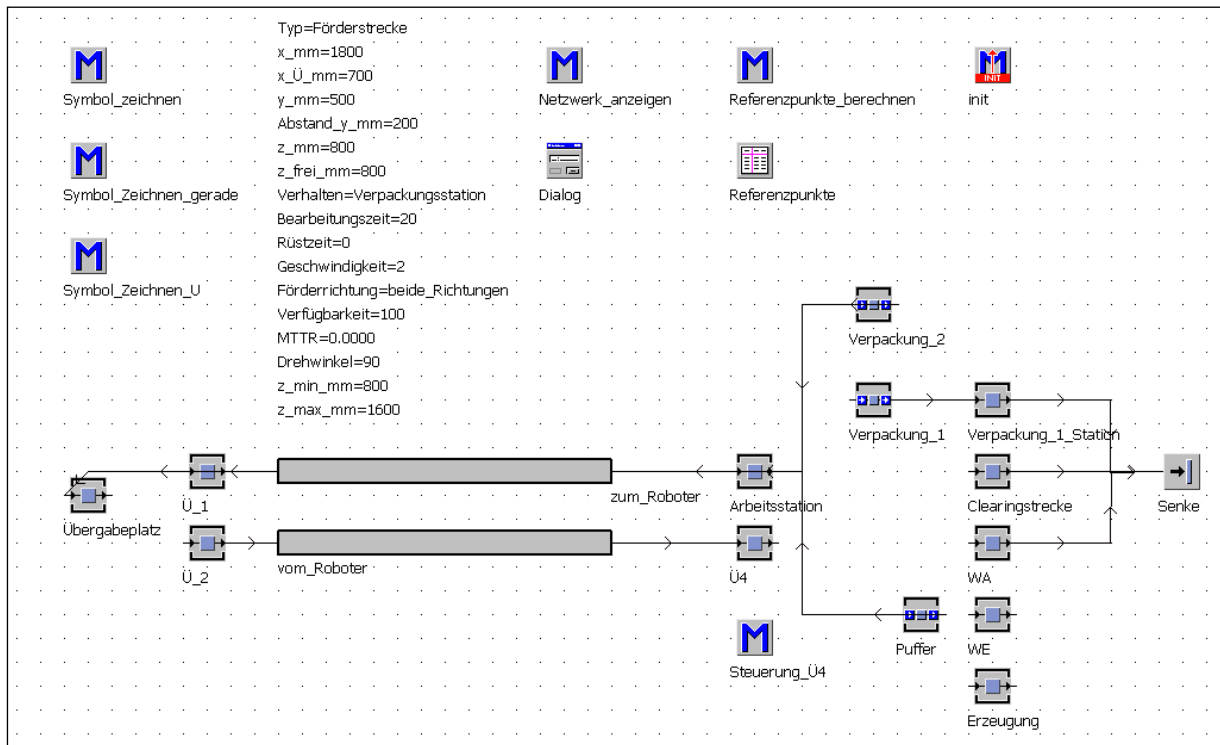 Typ=Förderstrecke
x_mm=1800
x_Ü_mm=700
y_mm=500
Abstand_y_mm=200
z_mm=800
z_frei_mm=800
Verhalten=Verpackungsstation
Bearbeitungszeit=20
Rüstzeit=0
Geschwindigkeit=2
Förderrichtung=beide_Richtungen
Verfügbarkeit=100
MTTR=0.0000
Drehwinkel=90
z_min_mm=800
z_max_mm=1600
M
Symbol_zeichnen
M
Netzwerk_anzeigen
M
Referenzpunkte_berechnen
M
INIT
init
M
Symbol_Zeichnen_gerade
Dialog
Referenzpunkte
M
Symbol_Zeichnen_U
Verpackung_2
Verpackung_1
Verpackung_1_Station
Übergabeplatz
Ü_1
zum_Roboter
Arbeitsstation
Clearingstrecke
Senke
Ü_2
vom_Roboter
Ü4
WA
M
Steuerung_Ü4
Puffer
WE
Erzeugung